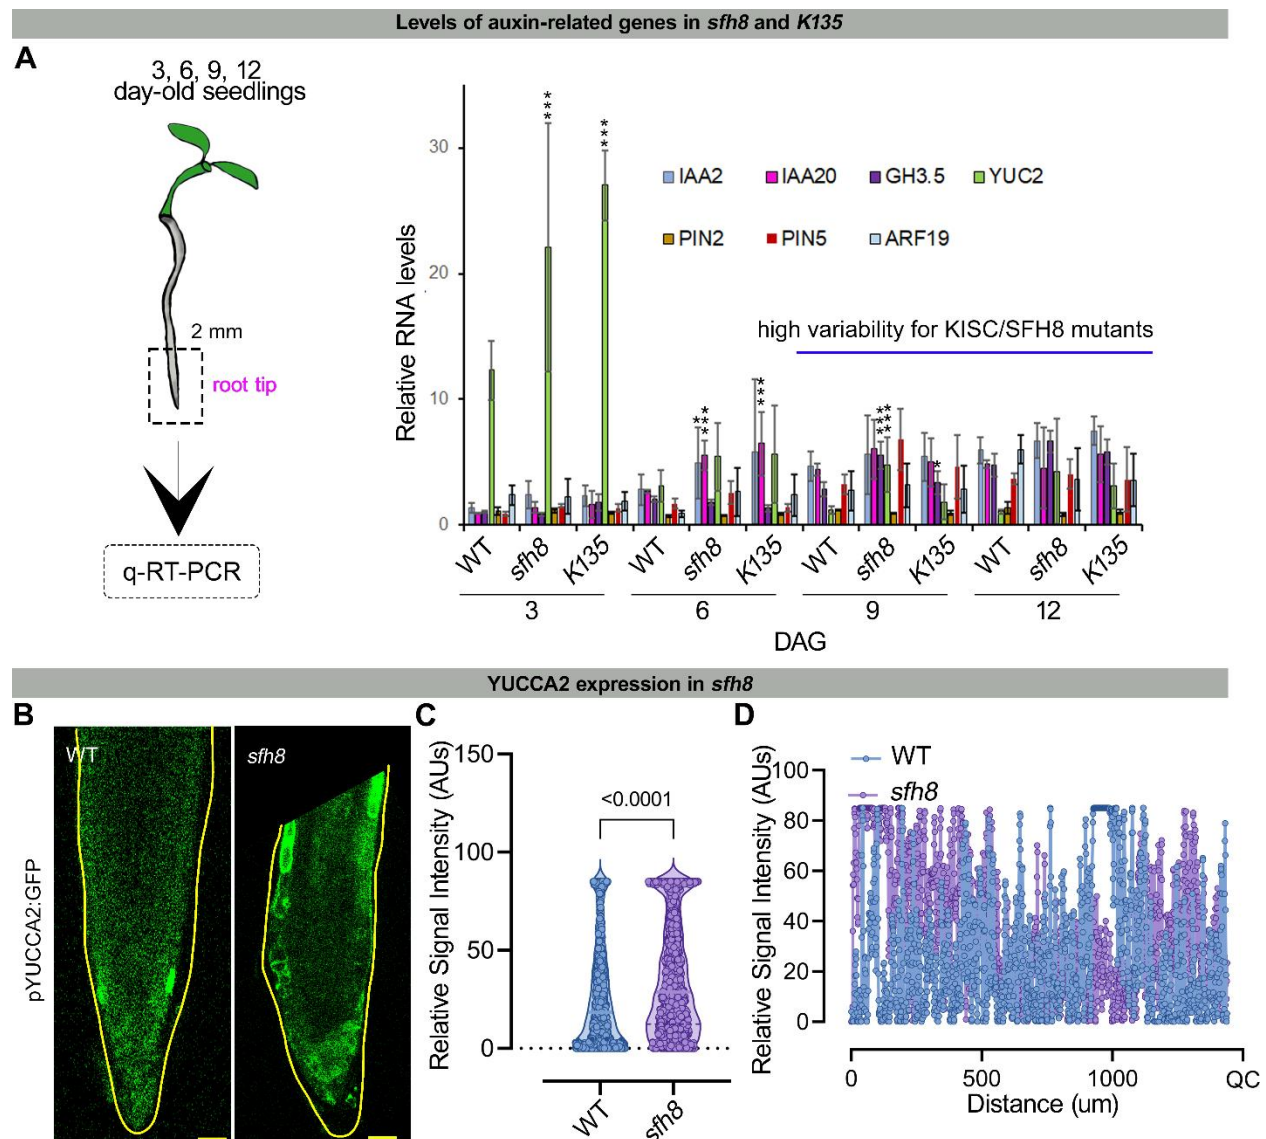 Levels of auxin-related genes in sfh8 and K135
A
3, 6, 9, 12
day-old seedlings
2 mm
root tip
q-RT-PCR
Relative RNA levels
30
20
10
0
***
***
IAA2
IAA20
GH3.5
YUC2
PIN2
PIN5
ARF19
high variability for KISC/SFH8 mutants
*
***
***
***
***
*
WT
sfh8
K135
WT
sfh8
K135
WT
sfh8
K135
WT
sfh8
K135
3
6
9
12
DAG
YUCCA2 expression in sfh8
B
pYUCCA2:GFP
WT
sfh8
C
Relative Signal Intensity (AUs)
150
100
50
0
<0.0001
WT
sfh8
D
WT
sfh8
Relative Signal Intensity (AUs)
100
80
60
40
20
0
0
500
1000
QC
Distance (um)